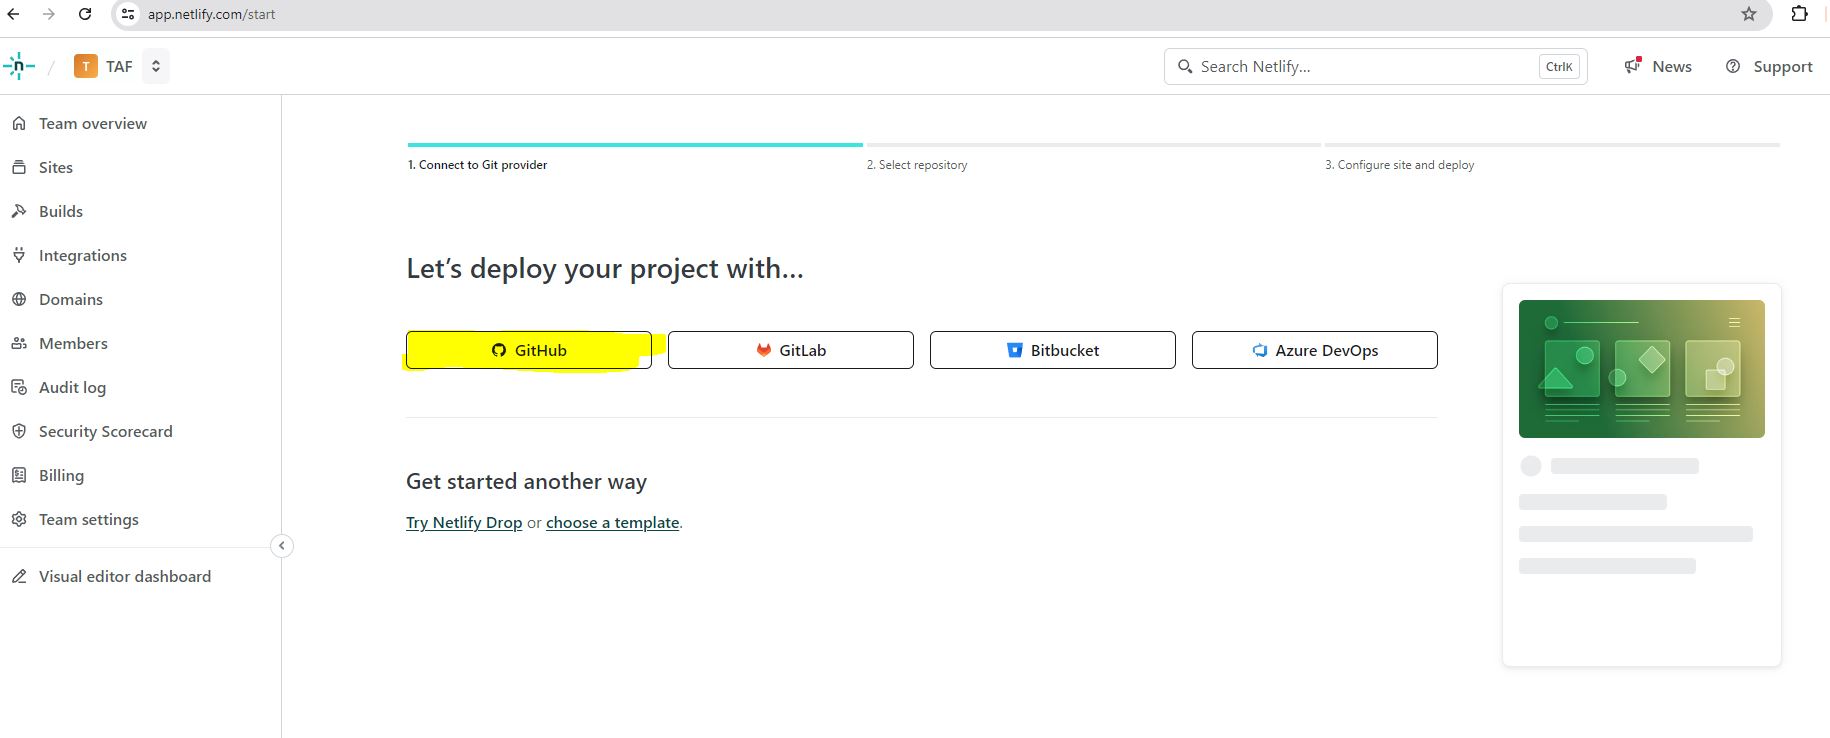 app.netlify.com/start
n
T TAF
Search Netlify...
CtrlK
News
Support
Team overview
Sites
Builds
Integrations
Domains
Members
Audit log
Security Scorecard
Billing
Team settings
Visual editor dashboard
1. Connect to Git provider
2. Select repository
3. Configure site and deploy
Let’s deploy your project with…
GitHub
GitLab
Bitbucket
Azure DevOps
Get started another way
Try Netlify Drop or choose a template.